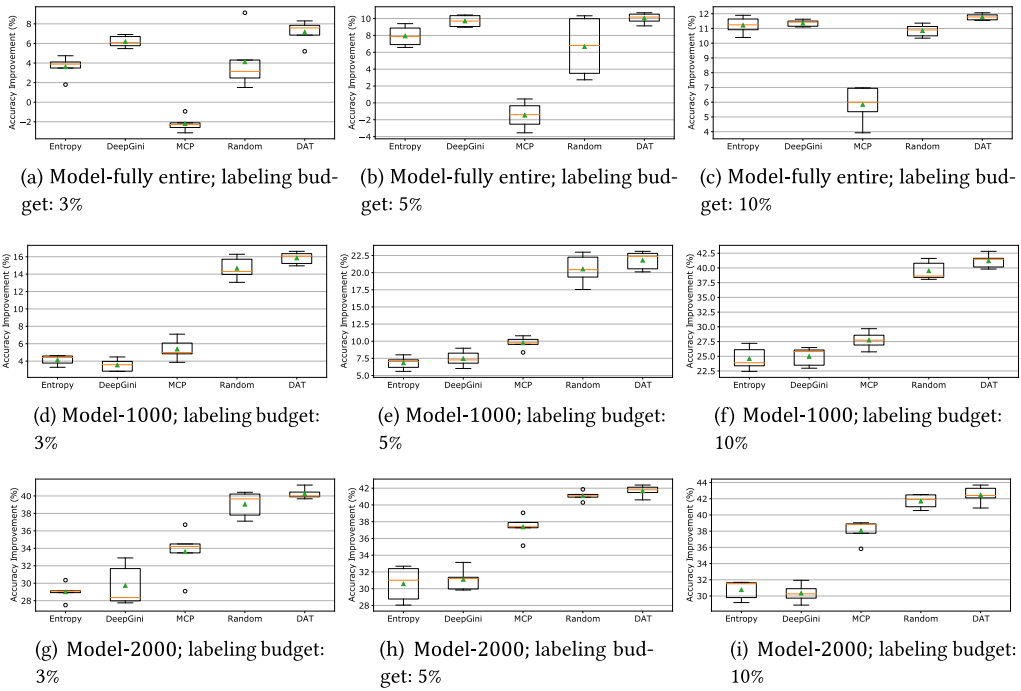 Accuracy Improvement (%)
8
6
4
2
0
−2
Entropy DeepGini MCP Random DAT
(a) Model-fully entire; labeling bud-
get: 3%
Accuracy Improvement (%)
10
8
6
4
2
0
−2
−4
Entropy DeepGini MCP Random DAT
(b) Model-fully entire; labeling bud-
get: 5%
Accuracy Improvement (%)
12
11
10
9
8
7
6
5
4
Entropy DeepGini MCP Random DAT
(c) Model-fully entire; labeling bud-
get: 10%
Accuracy Improvement (%)
16
14
12
10
8
6
4
Entropy DeepGini MCP Random DAT
(d) Model-1000; labeling budget:
3%
Accuracy Improvement (%)
22.5
20.0
17.5
15.0
12.5
10.0
7.5
5.0
Entropy DeepGini MCP Random DAT
(e) Model-1000; labeling budget:
5%
Accuracy Improvement (%)
42.5
40.0
37.5
35.0
32.5
30.0
27.5
25.0
22.5
Entropy DeepGini MCP Random DAT
(f) Model-1000; labeling budget:
10%
Accuracy Improvement (%)
40
38
36
34
32
30
28
Entropy DeepGini MCP Random DAT
(g) Model-2000; labeling budget:
3%
Accuracy Improvement (%)
42
40
38
36
34
32
30
28
Entropy DeepGini MCP Random DAT
(h) Model-2000; labeling bud-
get: 5%
Accuracy Improvement (%)
44
42
40
38
36
34
32
30
Entropy DeepGini MCP Random DAT
(i) Model-2000; labeling budget:
10%